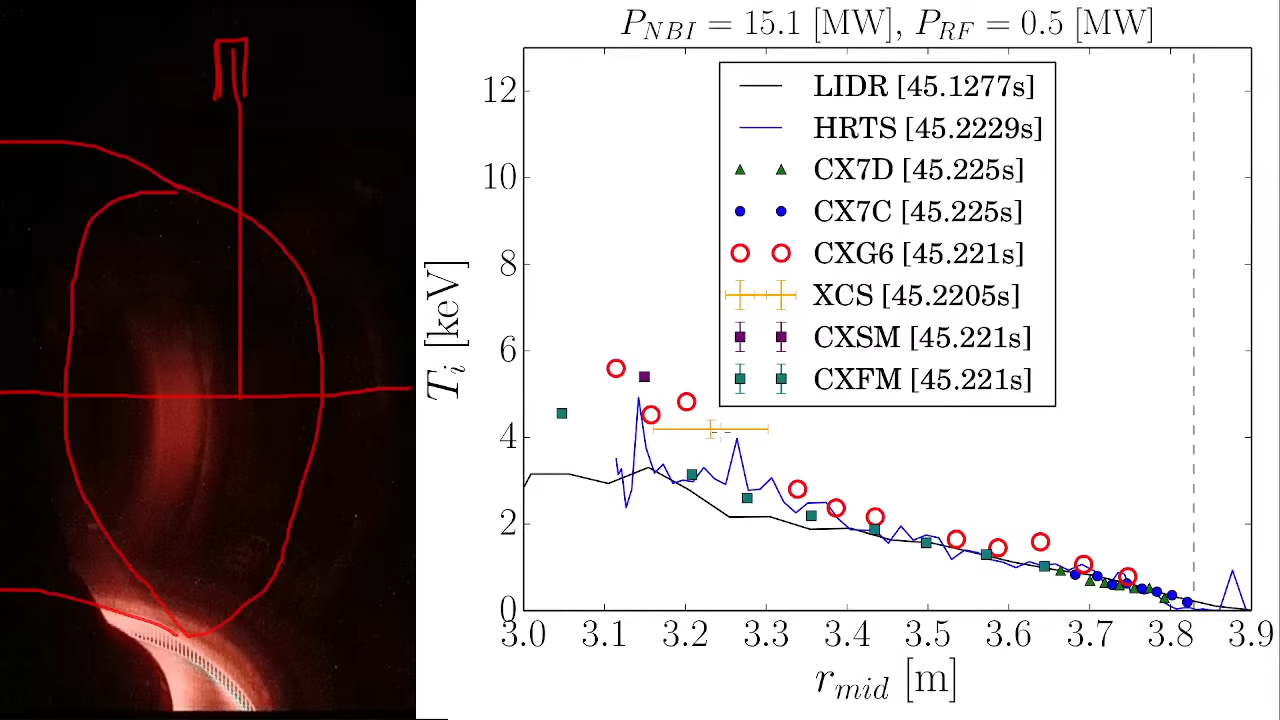 P_NBI = 15.1 [MW], P_RF = 0.5 [MW]
LIDR [45.1277s]
HRTS [45.2229s]
CX7D [45.225s]
CX7C [45.225s]
CXG6 [45.221s]
XCS [45.2205s]
CXSM [45.221s]
CXFM [45.221s]
T_i [keV]
12
10
8
6
4
2
0
3.0 3.1 3.2 3.3 3.4 3.5 3.6 3.7 3.8 3.9
r_mid [m]